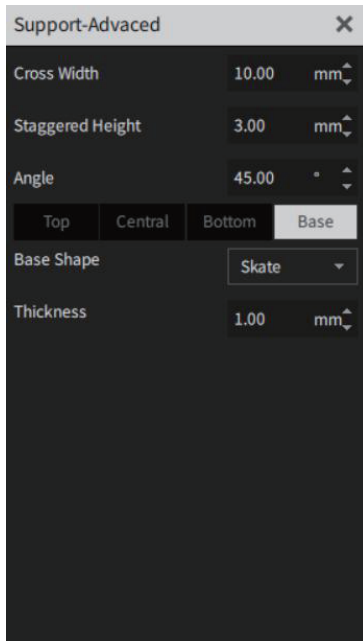 Support-Advaced
Cross Width 10.00 mm
Staggered Height 3.00 mm
Angle 45.00 °
Top Central Bottom Base
Base Shape Skate
Thickness 1.00 mm